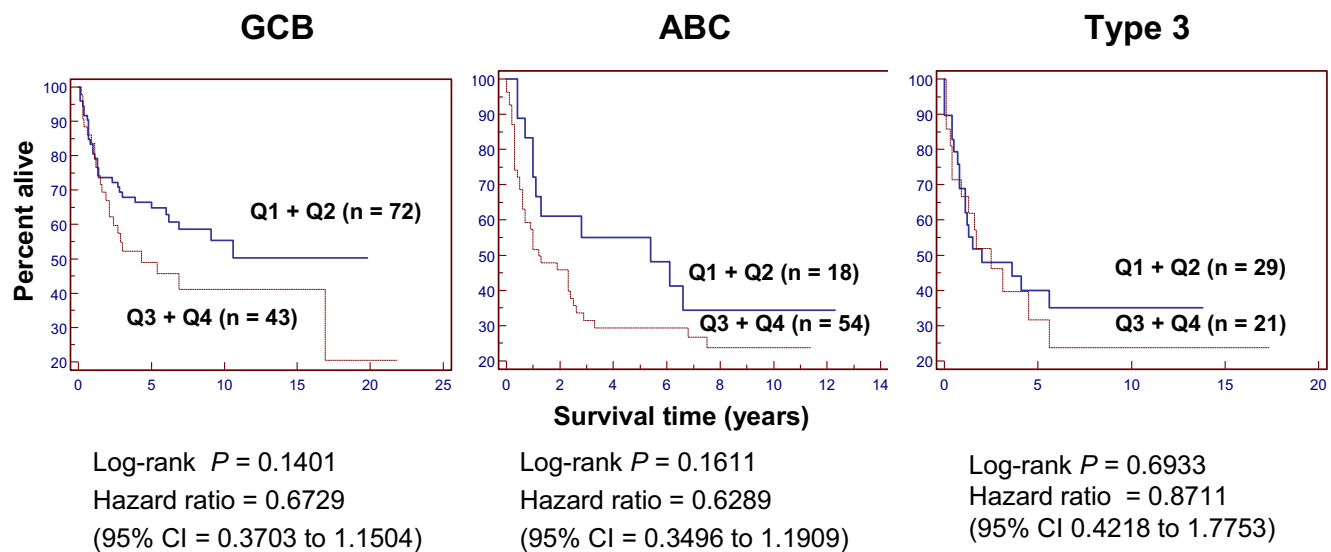 GCB
ABC
Type 3
Percent alive
100
90
80
70
60
50
40
30
20
0 5 10 15 20 25
Q1 + Q2 (n = 72)
Q3 + Q4 (n = 43)
100
90
80
70
60
50
40
30
20
0 2 4 6 8 10 12 14
Q1 + Q2 (n = 18)
Q3 + Q4 (n = 54)
100
90
80
70
60
50
40
30
20
0 5 10 15 20
Q1 + Q2 (n = 29)
Q3 + Q4 (n = 21)
Survival time (years)
Log-rank P = 0.1401
Hazard ratio = 0.6729
(95% CI = 0.3703 to 1.1504)
Log-rank P = 0.1611
Hazard ratio = 0.6289
(95% CI = 0.3496 to 1.1909)
Log-rank P = 0.6933
Hazard ratio = 0.8711
(95% CI 0.4218 to 1.7753)